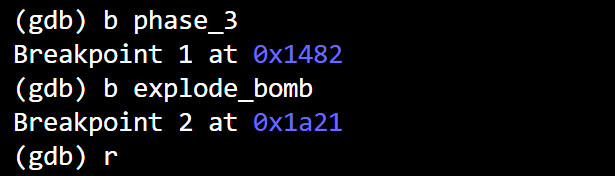 (gdb) b phase_3
Breakpoint 1 at 0x1482
(gdb) b explode_bomb
Breakpoint 2 at 0x1a21
(gdb) r